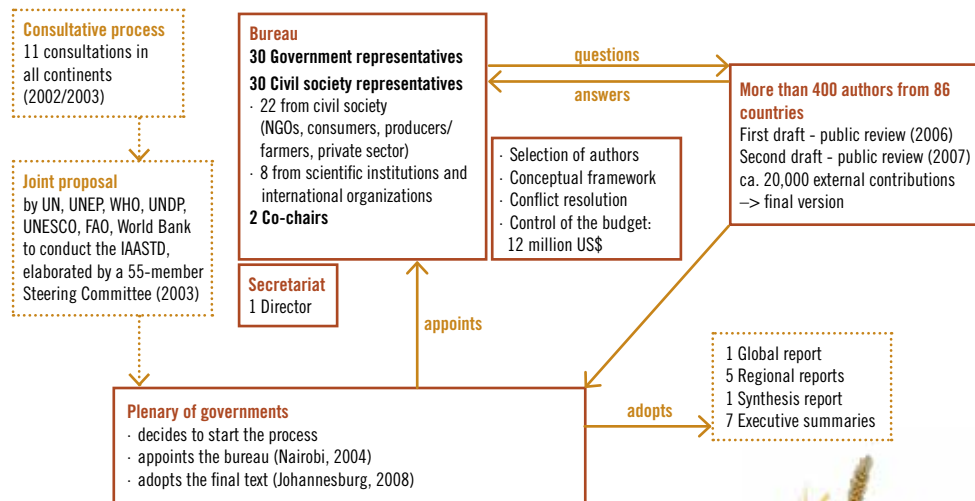 Consultative process
11 consultations in
all continents
(2002/2003)
Joint proposal
by UN, UNEP, WHO, UNDP,
UNESCO, FAO, World Bank
to conduct the IAASTD,
elaborated by a 55-member
Steering Committee (2003)
Bureau
30 Government representatives
30 Civil society representatives
· 22 from civil society
(NGOs, consumers, producers/
farmers, private sector)
· 8 from scientific institutions and
international organizations
2 Co-chairs
· Selection of authors
· Conceptual framework
· Conflict resolution
· Control of the budget:
12 million US$
Secretariat
1 Director
questions
answers
More than 400 authors from 86
countries
First draft - public review (2006)
Second draft - public review (2007)
ca. 20,000 external contributions
–> final version
appoints
Plenary of governments
· decides to start the process
· appoints the bureau (Nairobi, 2004)
· adopts the final text (Johannesburg, 2008)
adopts
1 Global report
5 Regional reports
1 Synthesis report
7 Executive summaries